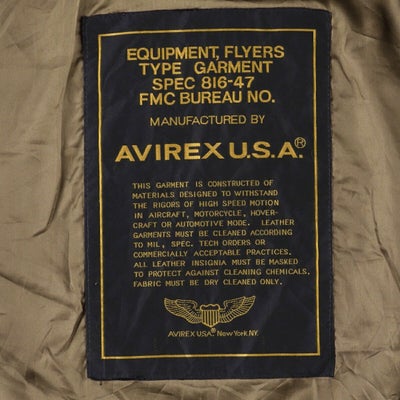 EQUIPMENT, FLYERS
TYPE GARMENT
SPEC 816-47
FMC BUREAU NO.
MANUFACTURED BY
AVIREX U.S.A.®
THIS GARMENT IS CONSTRUCTED OF
MATERIALS DESIGNED TO WITHSTAND
THE RIGORS OF HIGH SPEED MOTION
IN AIRCRAFT, MOTORCYCLE, HOVER-
CRAFT OR AUTOMOTIVE MODE. LEATHER
GARMENTS MUST BE CLEANED ACCORDING
TO MIL, SPEC. TECH ORDERS OR
COMMERCIALLY ACCEPTABLE PRACTICES.
ALL LEATHER INSIGNIA MUST BE MASKED
TO PROTECT AGAINST CLEANING CHEMICALS.
FABRIC MUST BE DRY CLEANED ONLY.
AVIREX U.S.A. New York. NY.